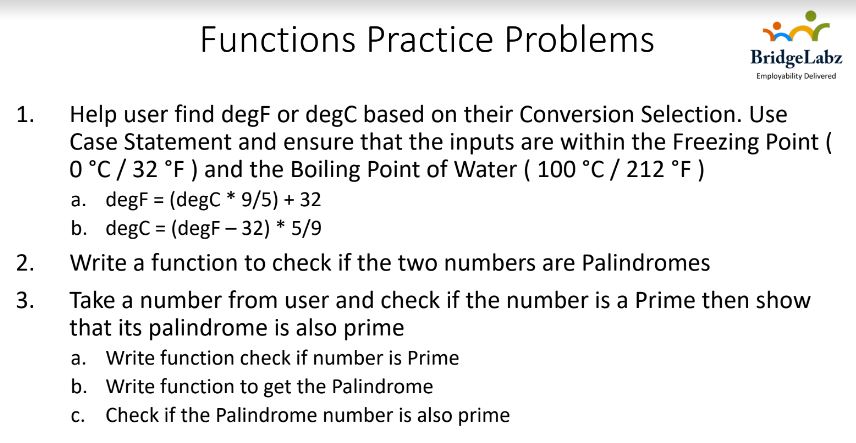 Functions Practice Problems
BridgeLabz
Employability Delivered
1. Help user find degF or degC based on their Conversion Selection. Use
Case Statement and ensure that the inputs are within the Freezing Point (
0 °C / 32 °F ) and the Boiling Point of Water ( 100 °C / 212 °F )
a. degF = (degC * 9/5) + 32
b. degC = (degF – 32) * 5/9
2. Write a function to check if the two numbers are Palindromes
3. Take a number from user and check if the number is a Prime then show
that its palindrome is also prime
a. Write function check if number is Prime
b. Write function to get the Palindrome
c. Check if the Palindrome number is also prime